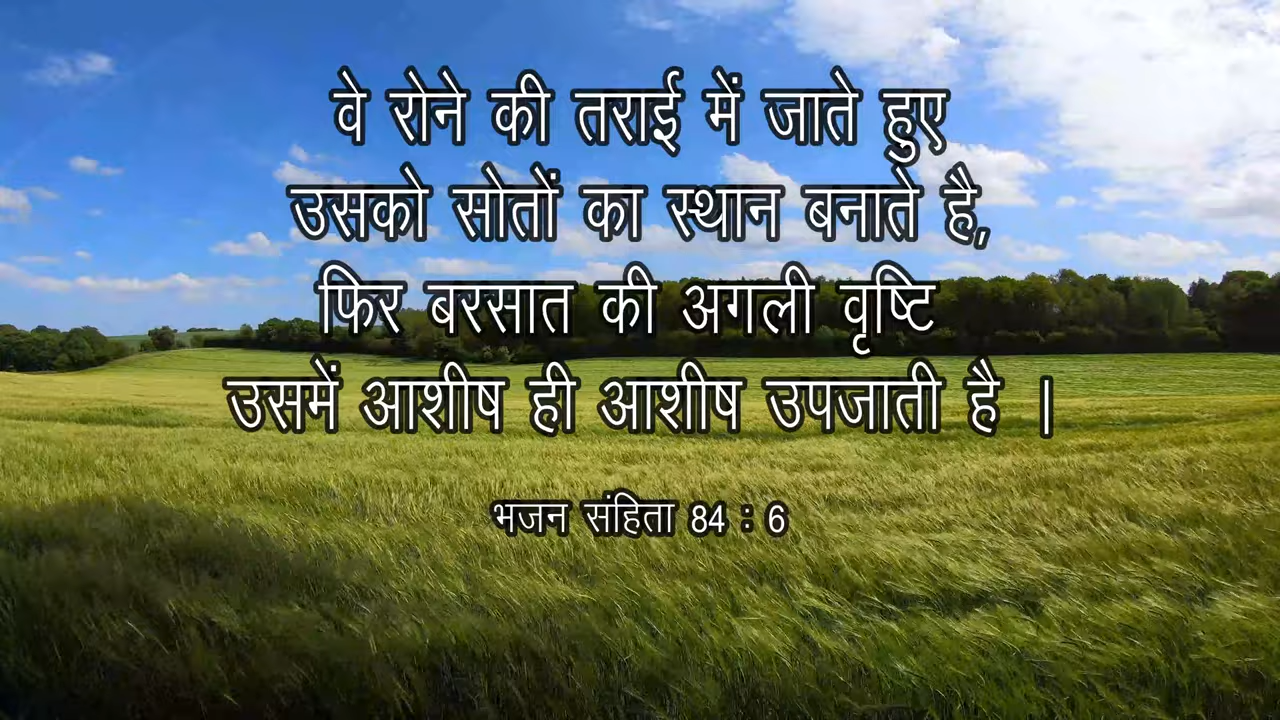 वे रोने की तराई में जाते हुए
उसको सोतों का स्थान बनाते है,
फिर बरसात की अगली वृष्टि
उसमें आशीष ही आशीष उपजाती है ।
भजन संहिता 84 : 6